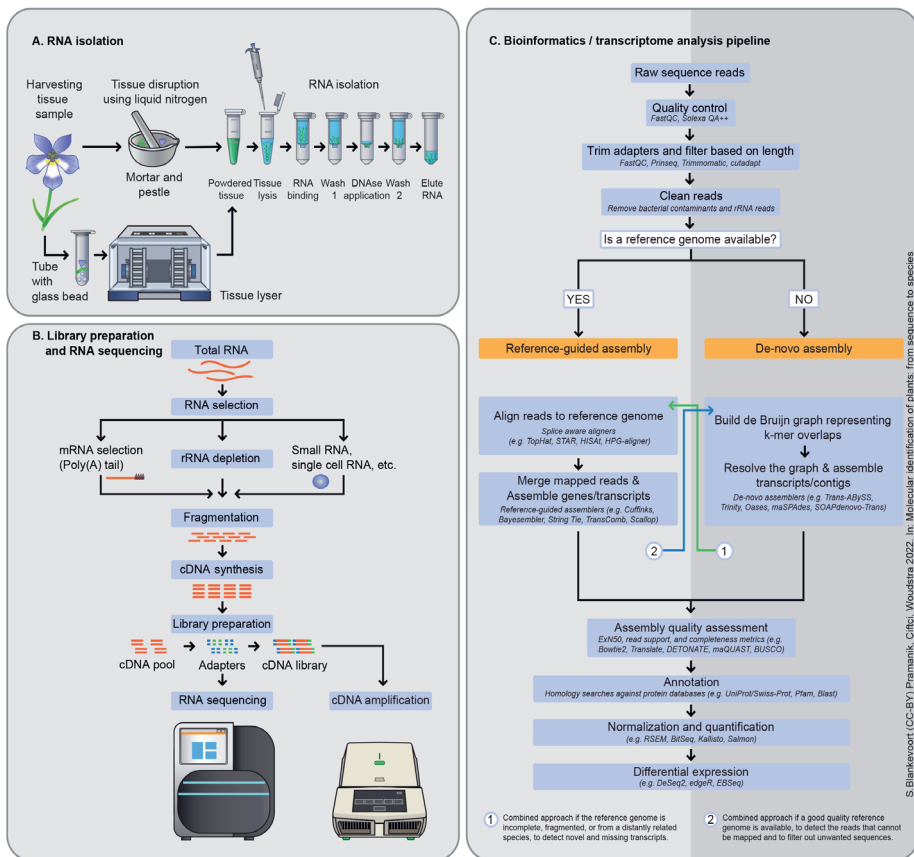 A. RNA isolation
Harvesting
tissue
sample
Tissue disruption
using liquid nitrogen
RNA isolation
Mortar and
pestle
Powdered
tissue
Tissue
lysis
RNA
binding
Wash
1
DNAse
application
Wash
2
Elute
RNA
Tube
with
glass bead
Tissue lyser
B. Library preparation
and RNA sequencing
Total RNA
RNA selection
mRNA selection
(Poly(A) tail)
rRNA depletion
Small RNA,
single cell RNA, etc.
Fragmentation
cDNA synthesis
Library preparation
cDNA pool
Adapters
cDNA library
RNA sequencing
cDNA amplification
C. Bioinformatics / transcriptome analysis pipeline
Raw sequence reads
Quality control
FastQC, Solexa QA++
Trim adapters and filter based on length
FastQC, Prinseq, Trimmomatic, cutadapt
Clean reads
Remove bacterial contaminants and rRNA reads
Is a reference genome available?
YES
NO
Reference-guided assembly
De-novo assembly
Align reads to reference genome
Splice aware aligners
(e.g. TopHat, STAR, HISAt, HPG-aligner)
Merge mapped reads &
Assemble genes/transcripts
Reference-guided assemblers (e.g. Cuffinks,
Bayesembler, String Tie, TransComb, Scallop)
Build de Bruijn graph representing
k-mer overlaps
Resolve the graph & assemble
transcripts/contigs
De-novo assemblers (e.g. Trans-ABySS,
Trinity, Oases, maSPAdes, SOAPdenovo-Trans)
2
1
Assembly quality assessment
ExN50, read support, and completeness metrics (e.g.
Bowtie2, Translate, DETONATE, maQUAST, BUSCO)
Annotation
Homology searches against protein databases (e.g. UniProt/Swiss-Prot, Pfam, Blast)
Normalization and quantification
(e.g. RSEM, BitSeq, Kallisto, Salmon)
Differential expression
(e.g. DeSeq2, edgeR, EBSeq)
1
Combined approach if the reference genome is
incomplete, fragmented, or from a distantly related
species, to detect novel and missing transcripts.
2
Combined approach if a good quality reference
genome is available, to detect the reads that cannot
be mapped and to filter out unwanted sequences.
S.Blankevoort (CC-BY) Pramanik, Ciftci, Woudstra 2022. In: Molecular identification of plants: from sequence to species